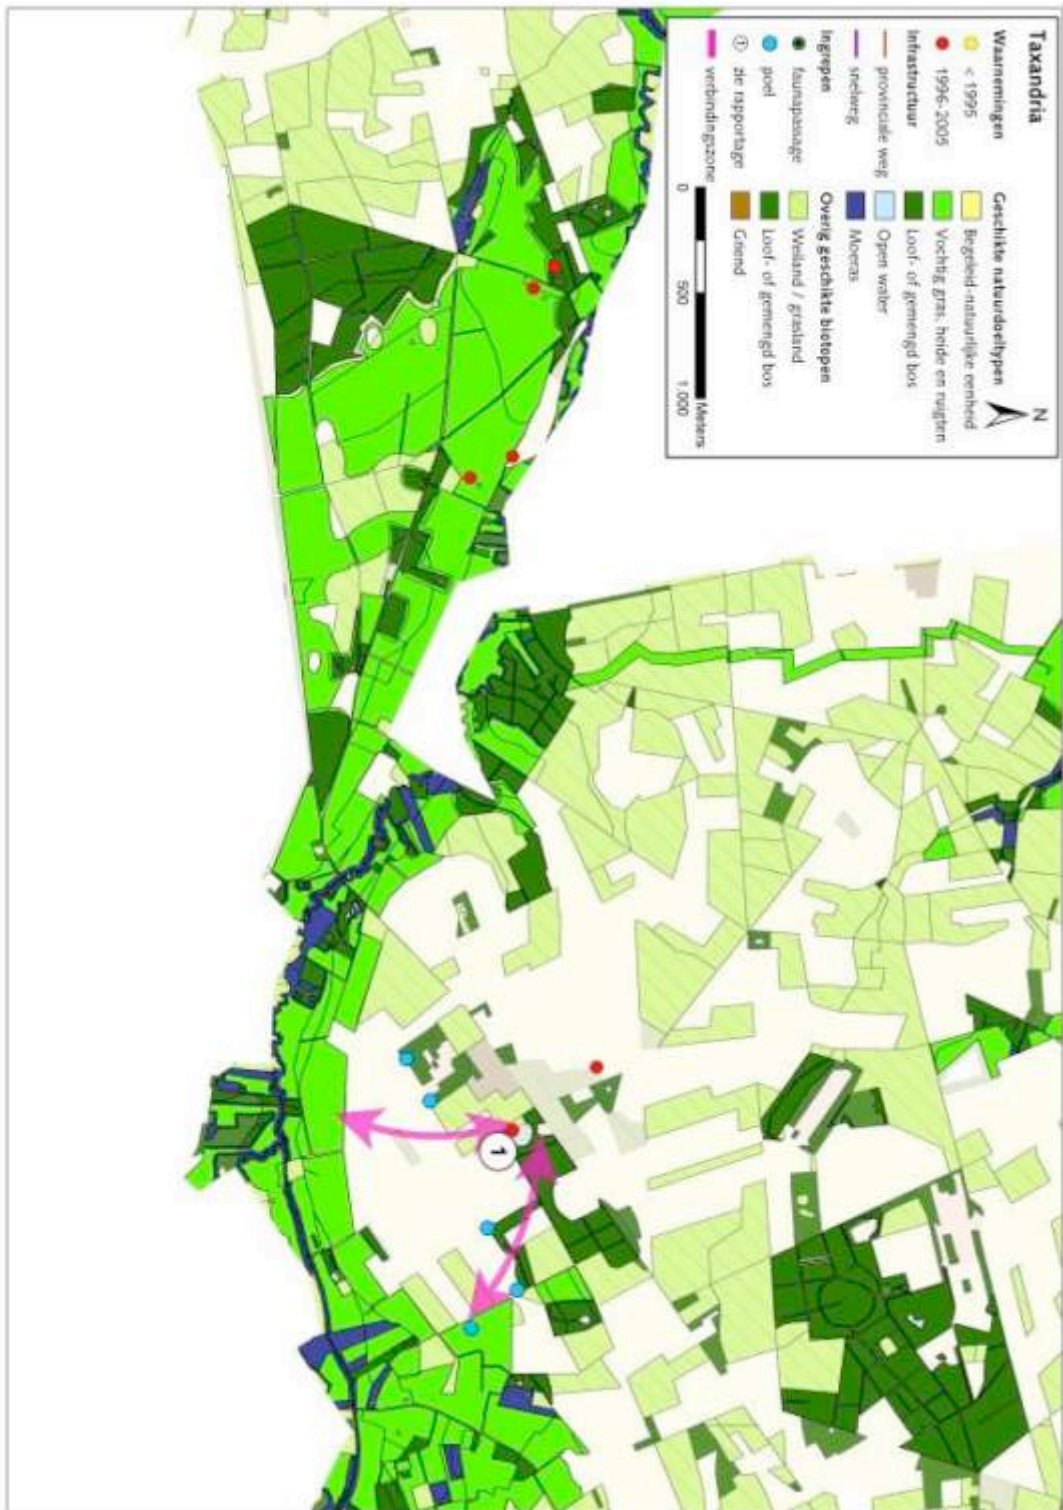 Taxandria
N
Waarnemingen
< 1995
1996-2005
Infrastructuur
provinciale weg
snelweg
Ingrepen
faunapassage
poel
① zie rapportage
verbindingszone
Geschikte natuurdoeltypen
Begeleid-natuurlijke eenheid
Vochtig gras, heide en ruigten
Loof- of gemengd bos
Open water
Moeras
Overig geschikte biotopen
Weiland / grasland
Loof- of gemengd bos
Griend
0 500 1.000
Meters
1